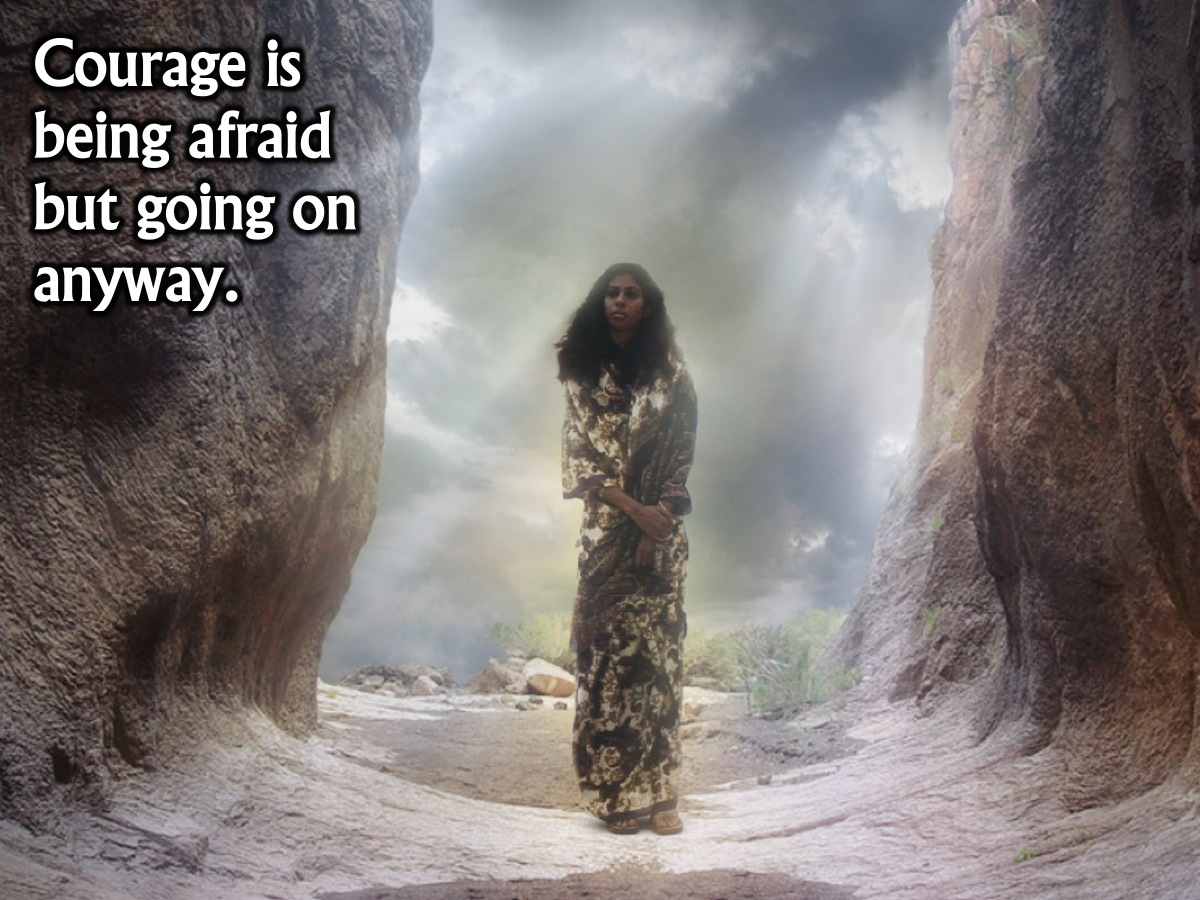 Courage is
being afraid
but going on
anyway.